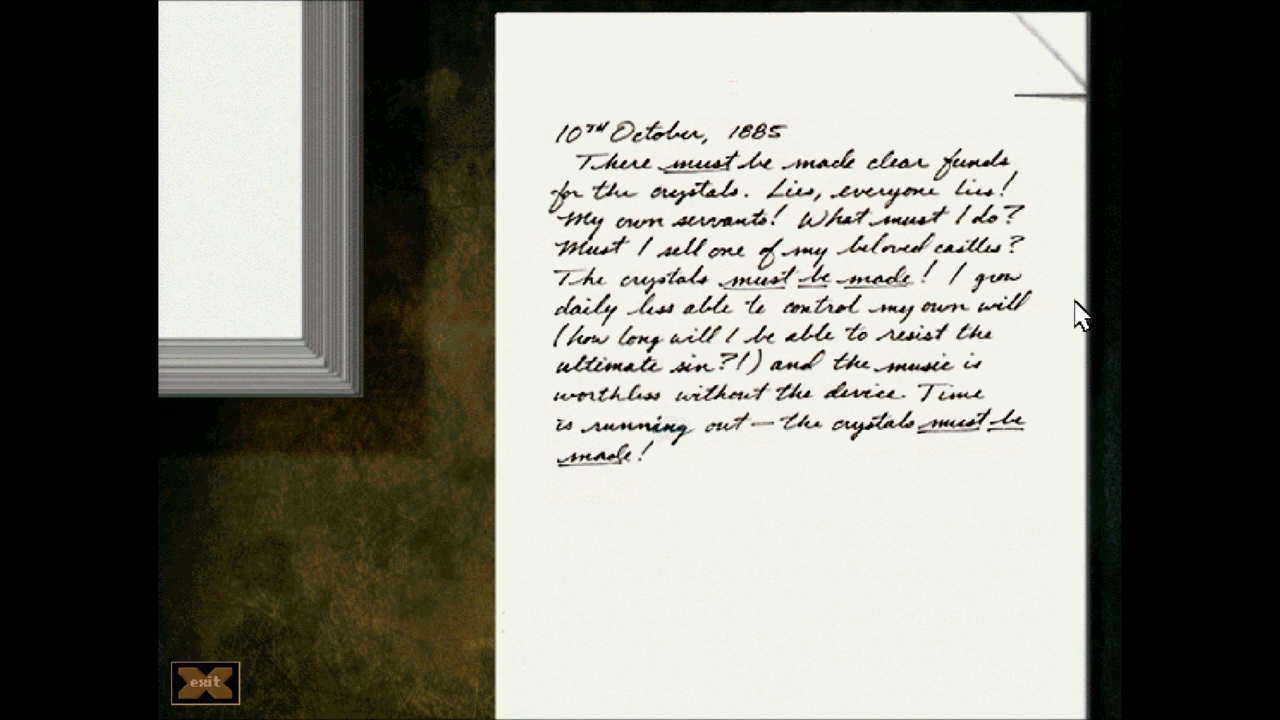 10TH October, 1885
There must be made clear funds
for the crystals. Lies, everyone lies!
My own servants! What must I do?
Must I sell one of my beloved castles?
The crystals must be made! I grow
daily less able to control my own will
(how long will I be able to resist the
ultimate sin?!) and the music is
worthless without the device. Time
is running out — the crystals must be
made!
exit